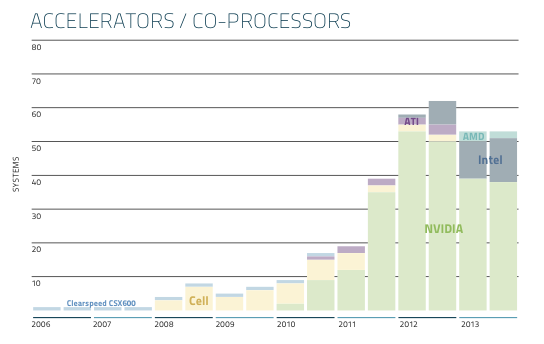 ACCELERATORS / CO-PROCESSORS
80
70
60
ATI
50
AMD
Intel
40
SYSTEMS
30
NVIDIA
20
10
Clearspeed CSX600
Cell
2006 2007 2008 2009 2010 2011 2012 2013